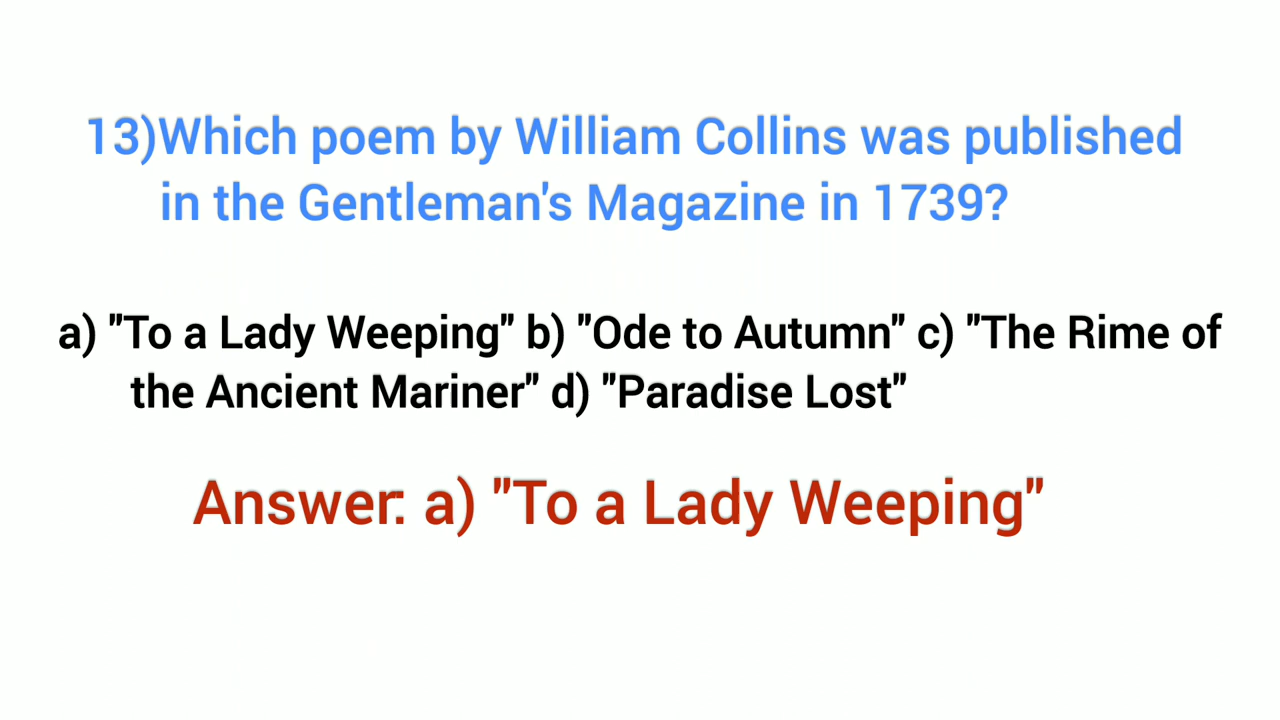 13)Which poem by William Collins was published
in the Gentleman's Magazine in 1739?
a) "To a Lady Weeping" b) "Ode to Autumn" c) "The Rime of
the Ancient Mariner" d) "Paradise Lost"
Answer: a) "To a Lady Weeping"